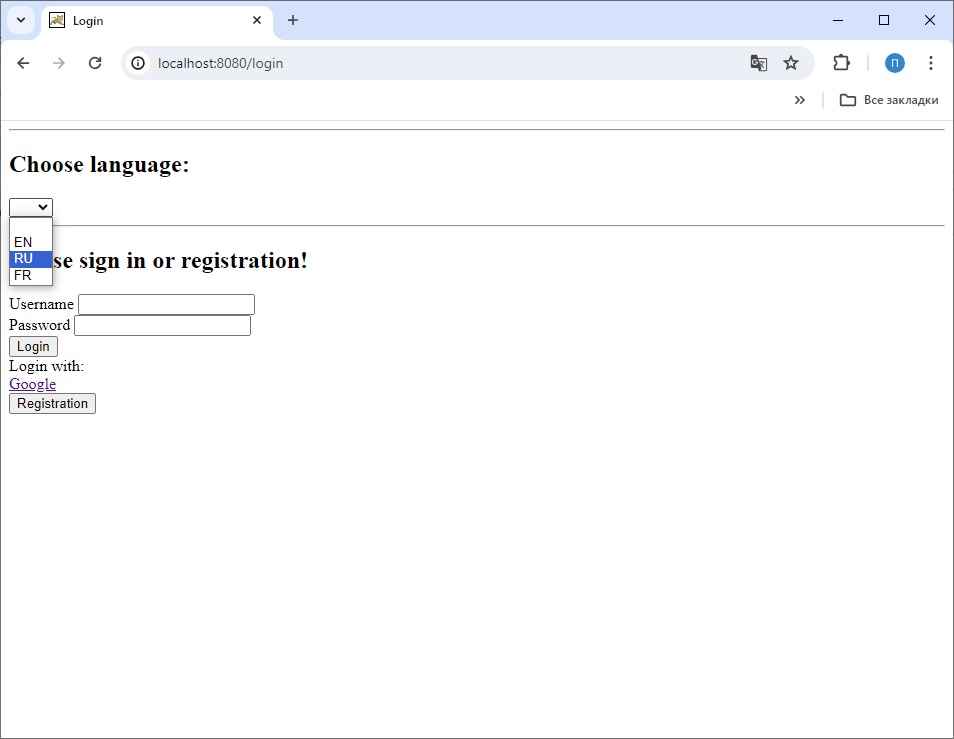 Login
localhost:8080/login
Все закладки
Choose language:
EN
RU
FR
se sign in or registration!
Username
Password
Login
Login with:
Google
Registration